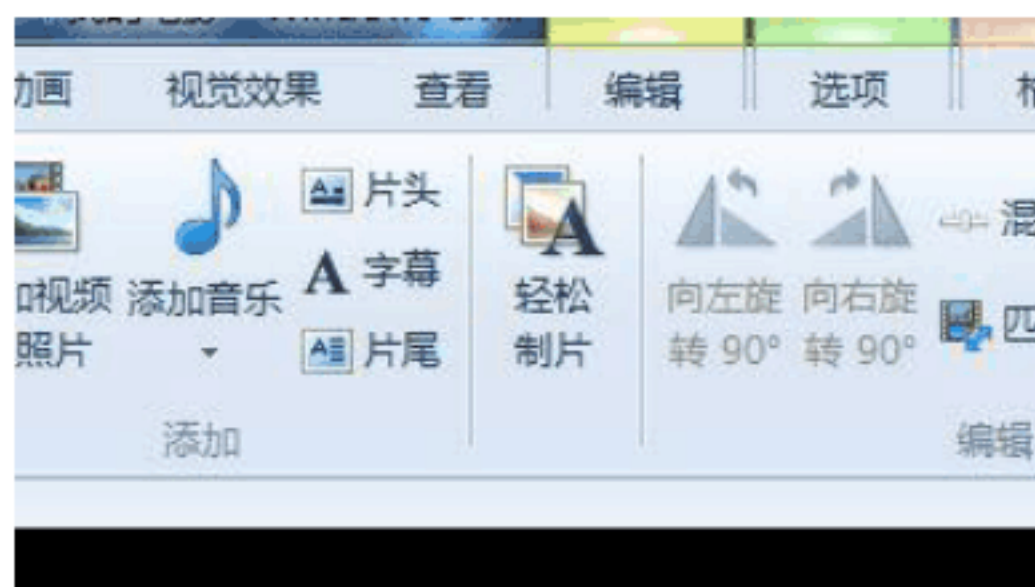 动画 视觉效果 查看 编辑 选项
片头
字幕
片尾
加视频
照片
添加音乐
轻松
制片
向左旋
转 90°
向右旋
转 90°
混
匹
添加
编辑